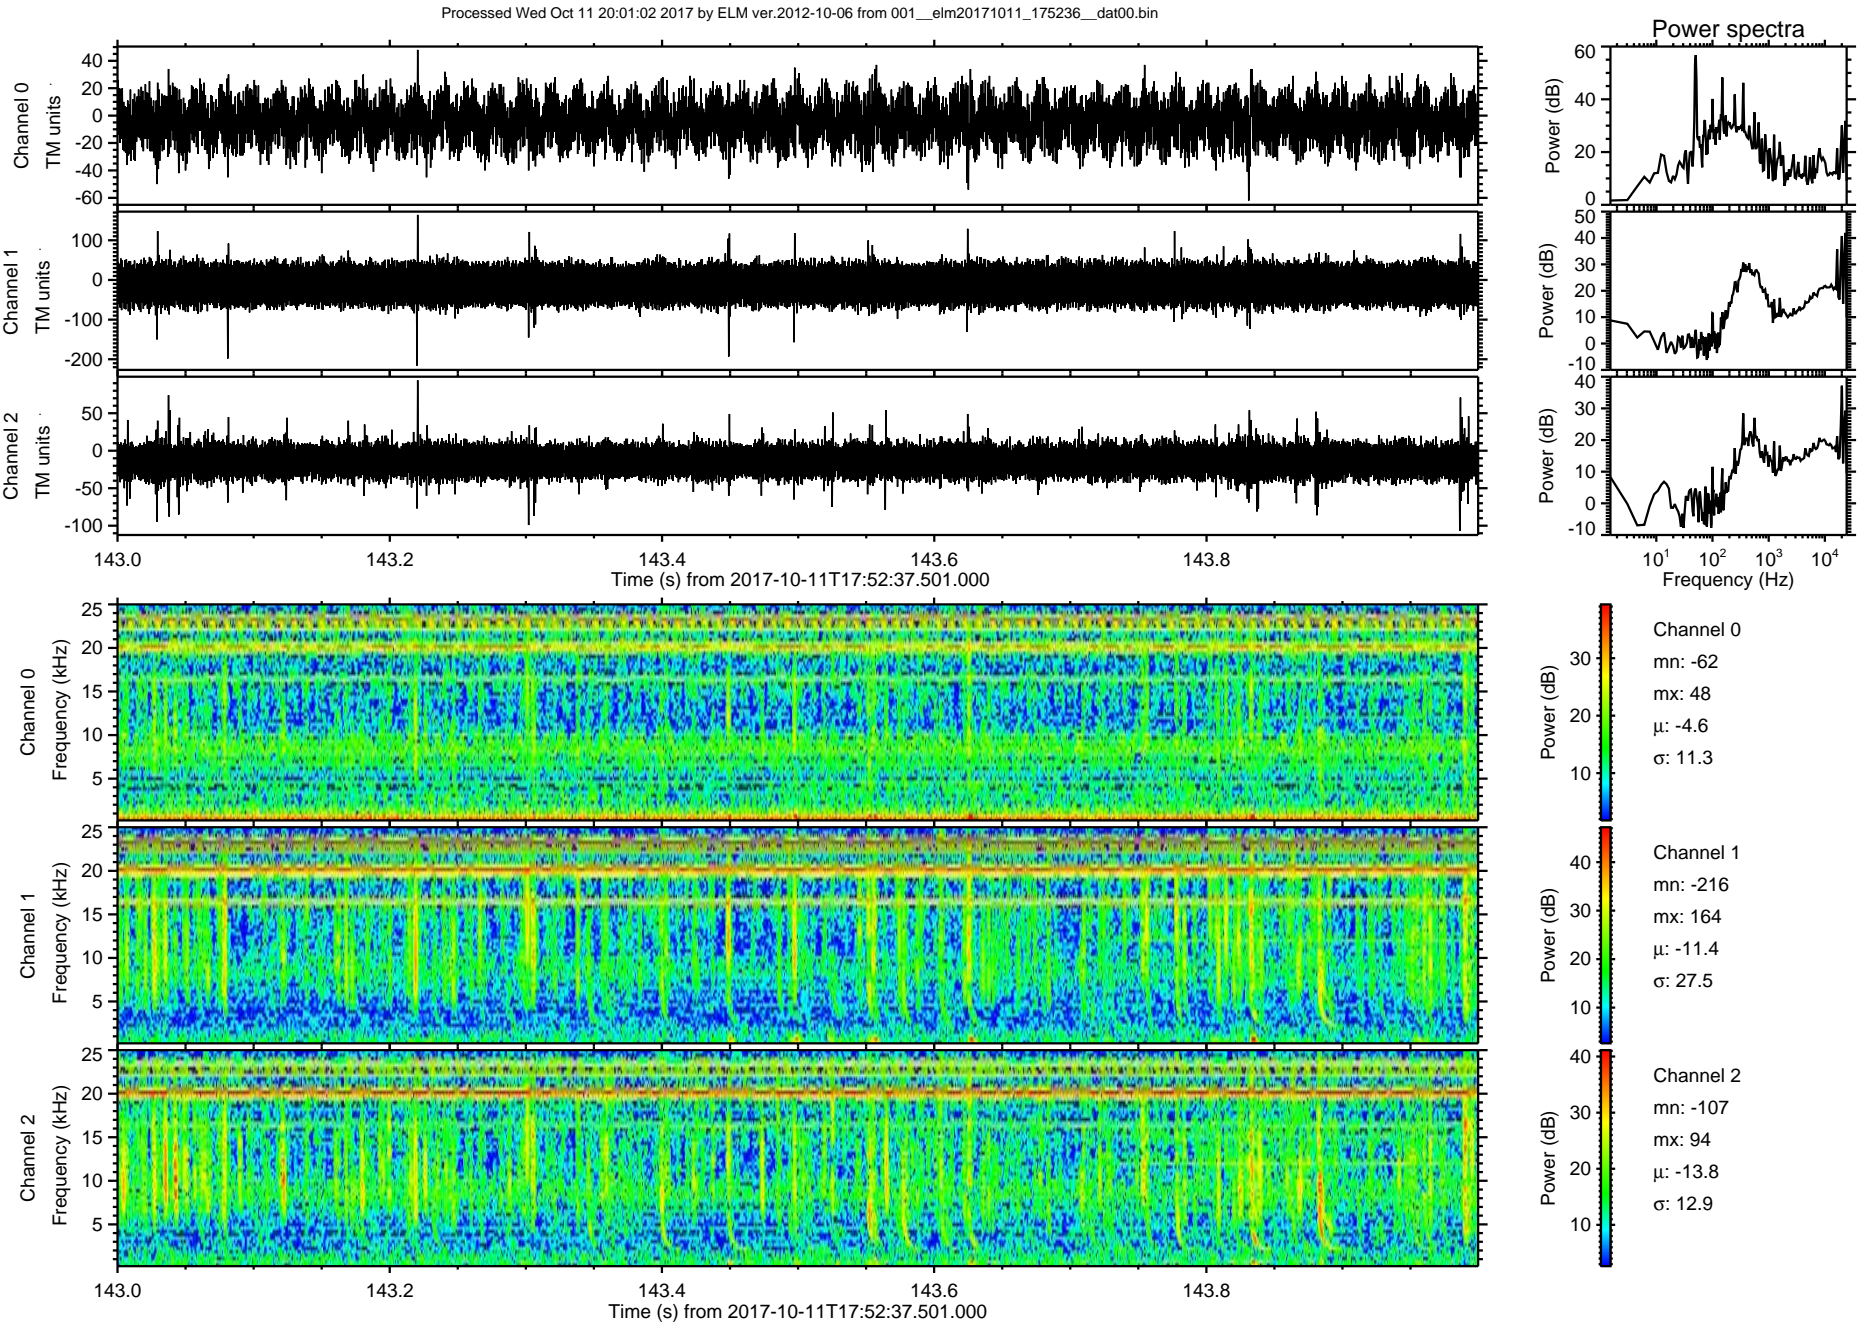 Processed Wed Oct 11 20:01:02 2017 by ELM ver.2012-10-06 from 001__elm20171011_175236__dat00.bin
Power spectra
Channel 0
TM units
40
20
0
-20
-40
-60
Power (dB)
60
40
20
0
Channel 1
TM units
100
0
-100
-200
Power (dB)
50
40
30
20
10
0
-10
Channel 2
TM units
50
0
-50
-100
Power (dB)
40
30
20
10
0
-10
143.0 143.2 143.4 143.6 143.8
Time (s) from 2017-10-11T17:52:37.501.000
10^1 10^2 10^3 10^4
Frequency (Hz)
Channel 0
Frequency (kHz)
25
20
15
10
5
Power (dB)
30
20
10
Channel 0
mn: -62
mx: 48
μ: -4.6
σ: 11.3
Channel 1
Frequency (kHz)
25
20
15
10
5
Power (dB)
40
30
20
10
Channel 1
mn: -216
mx: 164
μ: -11.4
σ: 27.5
Channel 2
Frequency (kHz)
25
20
15
10
5
Power (dB)
40
30
20
10
Channel 2
mn: -107
mx: 94
μ: -13.8
σ: 12.9
143.0 143.2 143.4 143.6 143.8
Time (s) from 2017-10-11T17:52:37.501.000